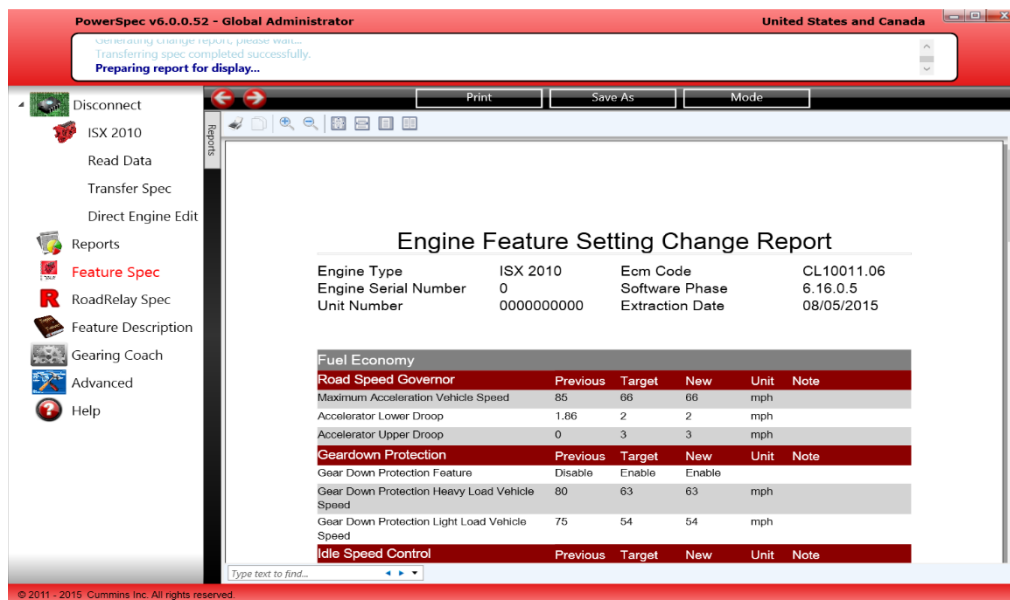 PowerSpec v6.0.0.52 - Global Administrator United States and Canada
Generating change report, please wait...
Transferring spec completed successfully.
Preparing report for display...
Disconnect
ISX 2010
Read Data
Transfer Spec
Direct Engine Edit
Reports
Feature Spec
RoadRelay Spec
Feature Description
Gearing Coach
Advanced
Help
Print Save As Mode
Reports
Engine Feature Setting Change Report
Engine Type ISX 2010 Ecm Code CL10011.06
Engine Serial Number 0 Software Phase 6.16.0.5
Unit Number 0000000000 Extraction Date 08/05/2015
Fuel Economy
Road Speed Governor Previous Target New Unit Note
Maximum Acceleration Vehicle Speed 85 66 66 mph
Accelerator Lower Droop 1.86 2 2 mph
Accelerator Upper Droop 0 3 3 mph
Geardown Protection Previous Target New Unit Note
Gear Down Protection Feature Disable Enable Enable
Gear Down Protection Heavy Load Vehicle 80 63 63 mph
Speed
Gear Down Protection Light Load Vehicle 75 54 54 mph
Speed
Idle Speed Control Previous Target New Unit Note
Type text to find...
© 2011 - 2015 Cummins Inc. All rights reserved.